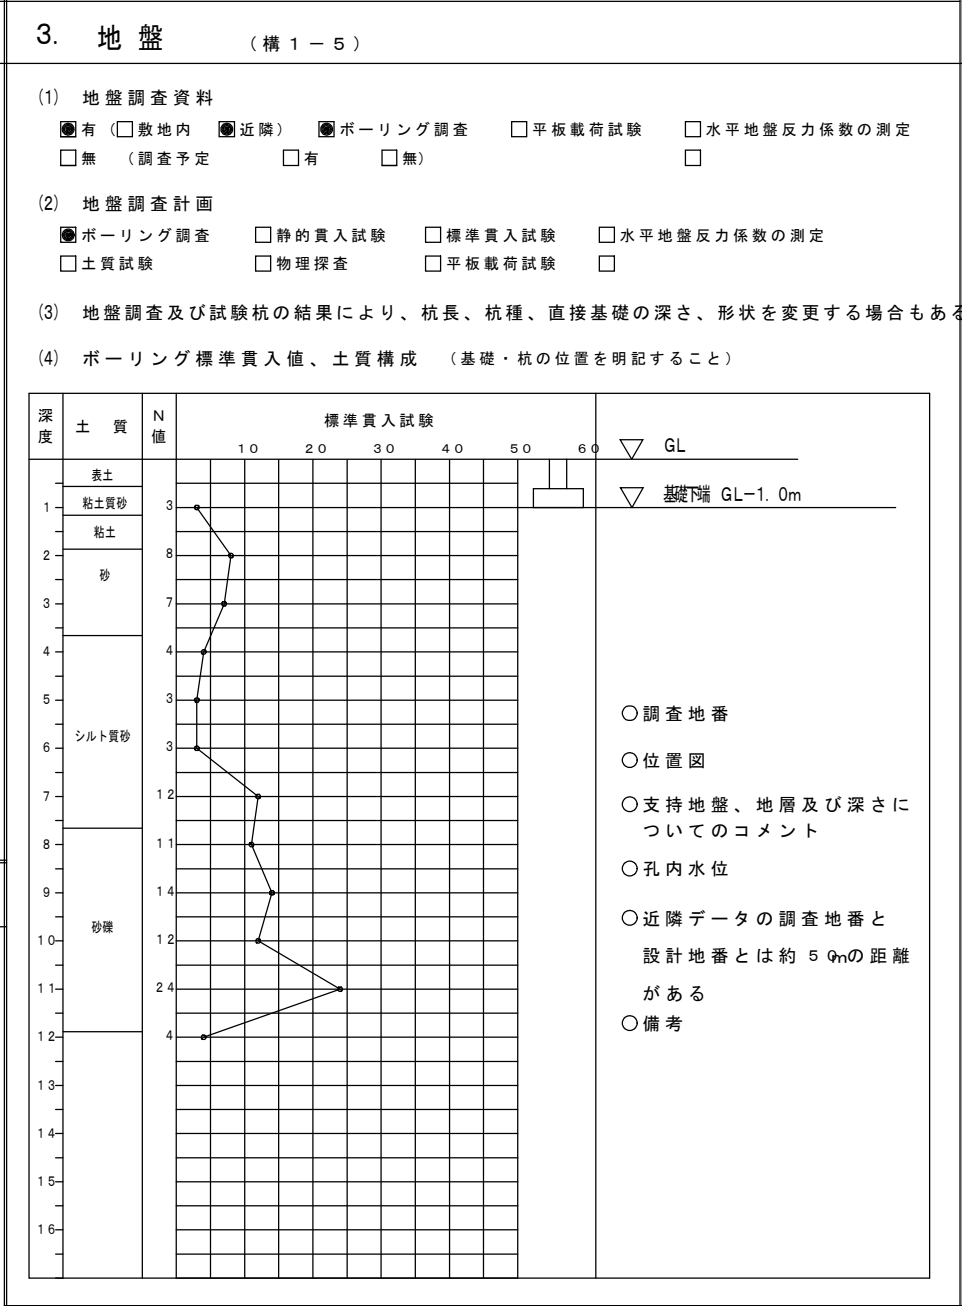 3. 地盤 (構1-5)
(1) 地盤調査資料
有 (□敷地内 近隣) ボーリング調査 □平板載荷試験 □水平地盤反力係数の測定
□無 (調査予定 □有 □無) □
(2) 地盤調査計画
ボーリング調査 □静的貫入試験 □標準貫入試験 □水平地盤反力係数の測定
□土質試験 □物理探査 □平板載荷試験 □
(3) 地盤調査及び試験杭の結果により、杭長、杭種、直接基礎の深さ、形状を変更する場合もある
(4) ボーリング標準貫入値、土質構成 (基礎・杭の位置を明記すること)
深度 土質 N値 標準貫入試験
10 20 30 40 50 60
▽ GL
表土
▽ 基礎下端 GL-1.0m
粘土質砂
1 3
粘土
2 8
砂
3 7
4 4
5 3
シルト質砂
6 3
7 12
8 11
9 14
砂礫
10 12
11 24
12 4
13
14
15
16
○調査地番
○位置図
○支持地盤、地層及び深さに
ついてのコメント
○孔内水位
○近隣データの調査地番と
設計地番とは約50mの距離
がある
○備考